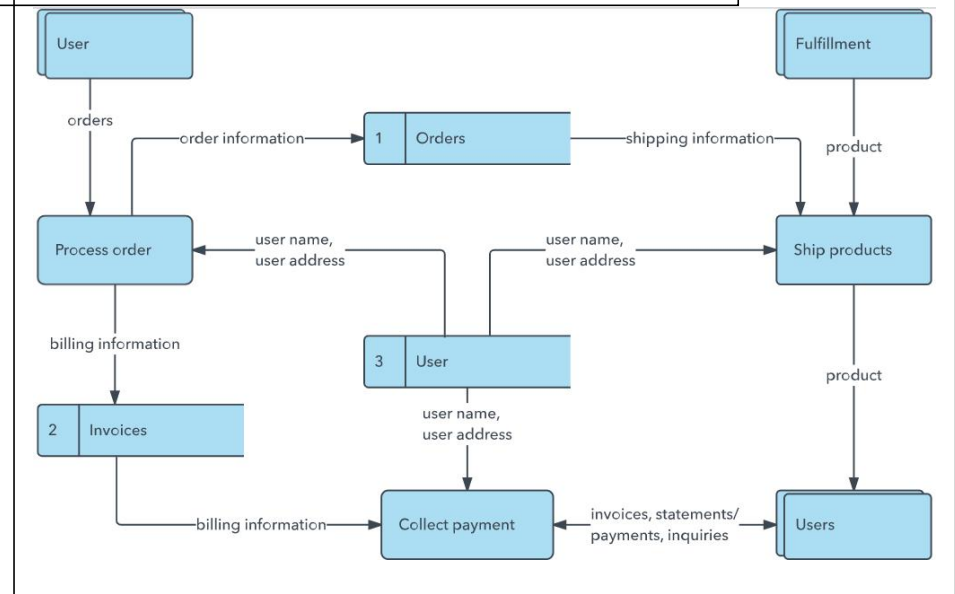 User
Fulfillment
orders
order information
1 Orders
shipping information
product
Process order
user name,
user address
user name,
user address
Ship products
billing information
3 User
product
user name,
user address
2 Invoices
billing information
Collect payment
invoices, statements/
payments, inquiries
Users